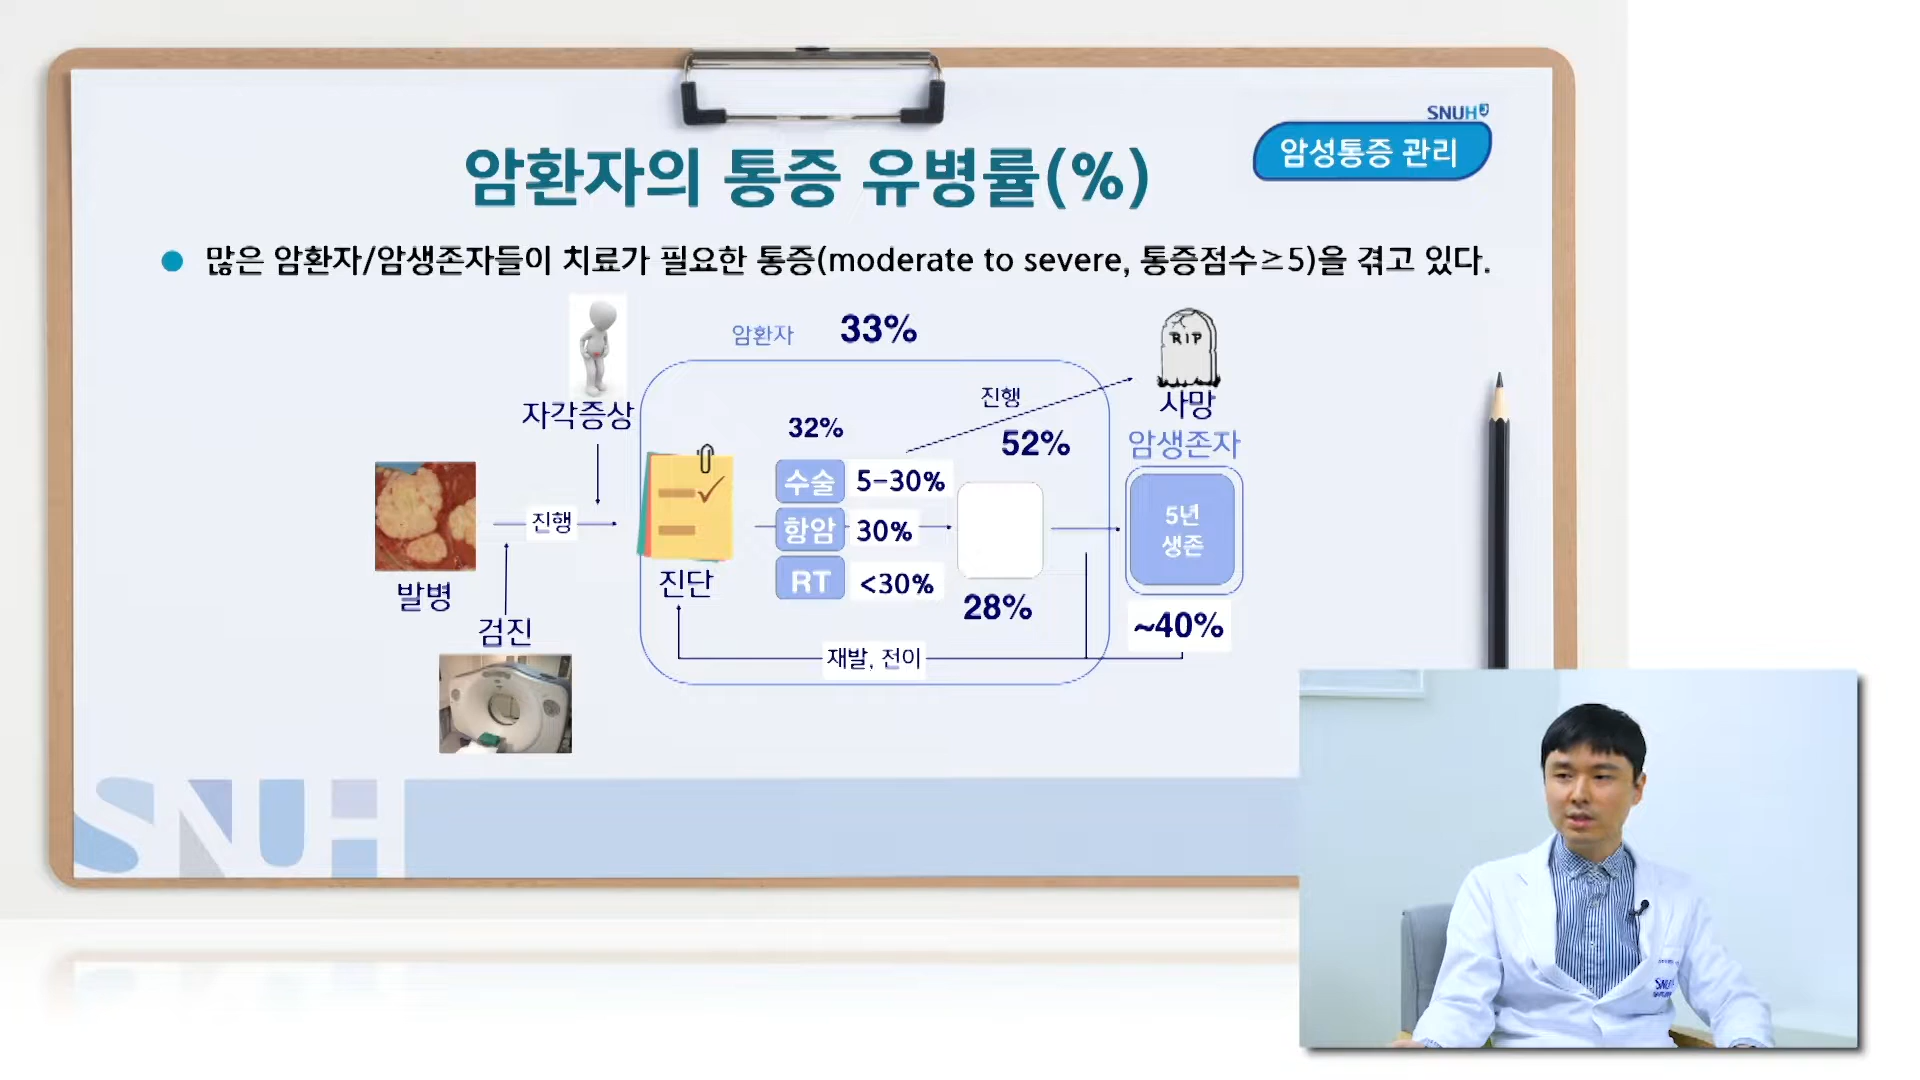 SNUH
암성통증 관리
암환자의 통증 유병률(%)
많은 암환자/암생존자들이 치료가 필요한 통증(moderate to severe, 통증점수≥5)을 겪고 있다.
암환자 33%
RIP
사망
자각증상
진행
32%
52%
암생존자
수술 5-30%
진행
항암 30%
5년
생존
RT <30%
진단
발병
28%
검진
~40%
재발, 전이
SNUH
SNUH